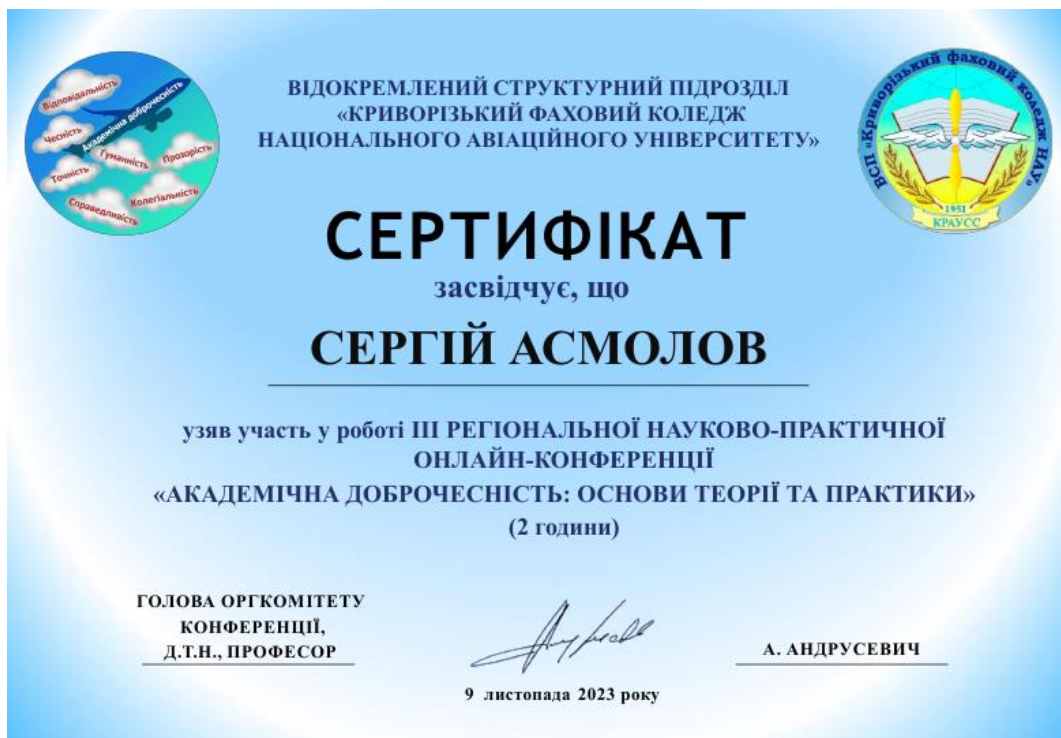 Відповідальність
Академічна доброчесність
Чесність
Гуманність
Прозорість
Точність
Колегіальність
Справедливість
ВІДОКРЕМЛЕНИЙ СТРУКТУРНИЙ ПІДРОЗДІЛ
«КРИВОРІЗЬКИЙ ФАХОВИЙ КОЛЕДЖ
НАЦІОНАЛЬНОГО АВІАЦІЙНОГО УНІВЕРСИТЕТУ»
ВСП «Криворізький фаховий коледж НАУ»
1951
КРАУСС
СЕРТИФІКАТ
засвідчує, що
СЕРГІЙ АСМОЛОВ
узяв участь у роботі ІІІ РЕГІОНАЛЬНОЇ НАУКОВО-ПРАКТИЧНОЇ
ОНЛАЙН-КОНФЕРЕНЦІЇ
«АКАДЕМІЧНА ДОБРОЧЕСНІСТЬ: ОСНОВИ ТЕОРІЇ ТА ПРАКТИКИ»
(2 години)
ГОЛОВА ОРГКОМІТЕТУ
КОНФЕРЕНЦІЇ,
Д.Т.Н., ПРОФЕСОР
А. АНДРУСЕВИЧ
9 листопада 2023 року